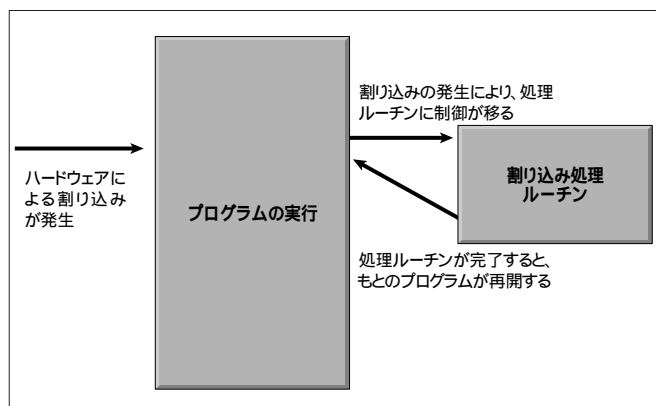 ハードウェアに
よる割り込み
が発生
プログラムの実行
割り込みの発生により、処理
ルーチンに制御が移る
割り込み処理
ルーチン
処理ルーチンが完了すると、
もとのプログラムが再開する